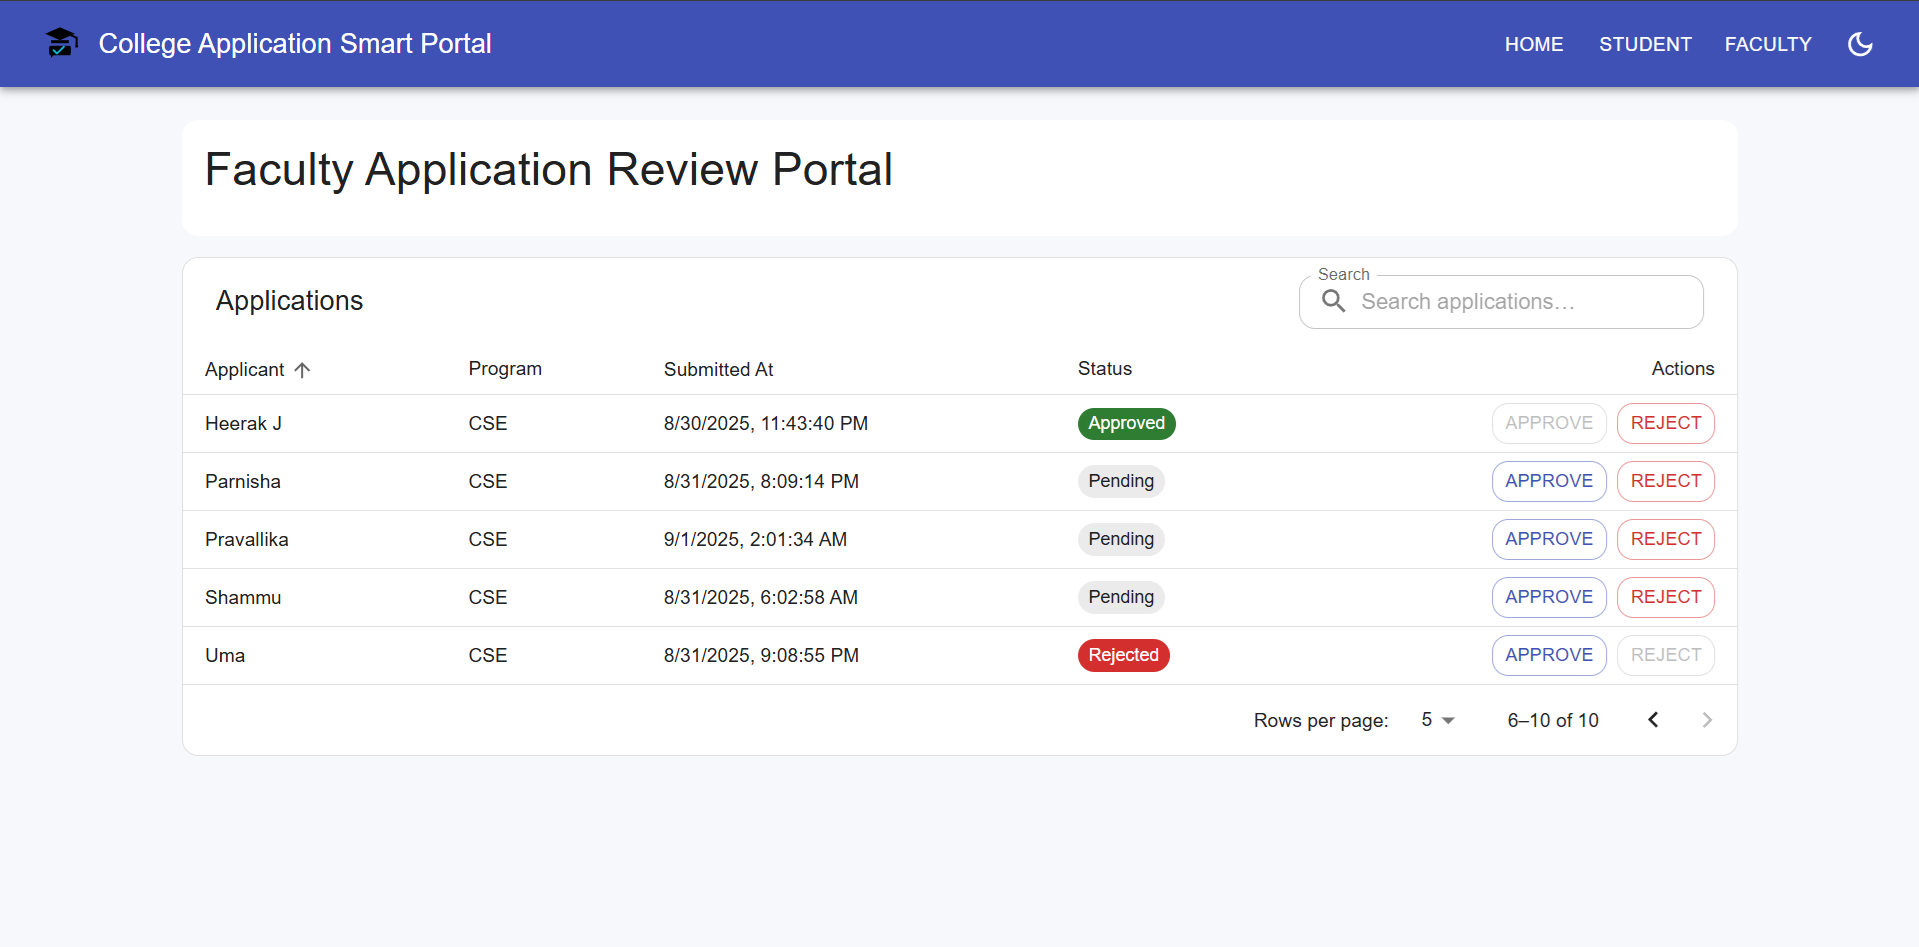 College Application Smart Portal HOME STUDENT FACULTY
Faculty Application Review Portal
Applications
Search
Search applications…
Applicant Program Submitted At Status Actions
Heerak J CSE 8/30/2025, 11:43:40 PM Approved APPROVE REJECT
Parnisha CSE 8/31/2025, 8:09:14 PM Pending APPROVE REJECT
Pravallika CSE 9/1/2025, 2:01:34 AM Pending APPROVE REJECT
Shammu CSE 8/31/2025, 6:02:58 AM Pending APPROVE REJECT
Uma CSE 8/31/2025, 9:08:55 PM Rejected APPROVE REJECT
Rows per page: 5 6–10 of 10